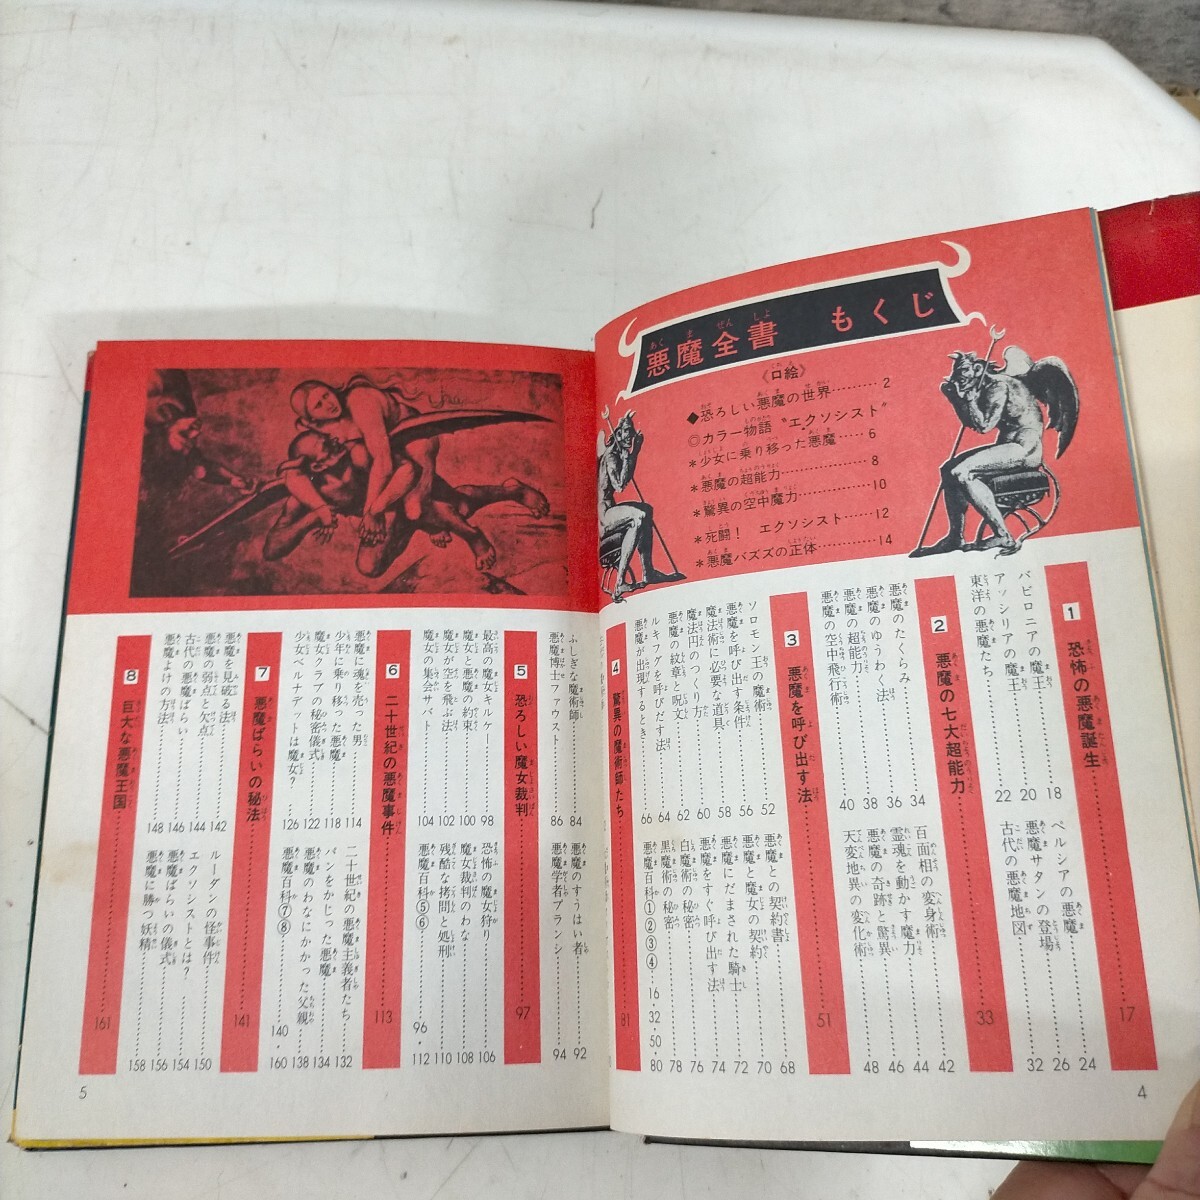 悪魔全書 もくじ
《口絵》
◆恐ろしい悪魔の世界………2
◎カラー物語 “エクソシスト”
＊少女に乗り移った悪魔……6
＊悪魔の超能力………8
＊驚異の空中魔力………10
＊死闘！ エクソシスト……12
＊悪魔パズズの正体………14
1 恐怖の悪魔誕生………17
バビロニアの魔王………18
アッシリアの魔王………20
東洋の悪魔たち………22
ペルシアの悪魔………24
悪魔サタンの登場………26
古代の悪魔地図………32
2 悪魔の七大超能力………33
悪魔のたくらみ………34
悪魔のゆうわく法………36
悪魔の超能力………38
悪魔の空中飛行術………40
百面相の変身術………42
霊魂を動かす魔力………44
悪魔の奇跡と驚異………46
天変地異の変化術………48
3 悪魔を呼び出す法………51
ソロモン王の魔術………52
悪魔を呼び出す条件………56
魔法術に必要な道具………58
魔法円のつくり方………60
悪魔の紋章と呪文………62
ルキフグを呼びだす法………64
悪魔が出現するとき………66
悪魔との契約書………68
悪魔と魔女の契約………70
悪魔にだまされた騎士………72
悪魔をすぐ呼び出す法………74
白魔術の秘密………76
黒魔術の秘密………78
悪魔百科①②③④……16・32・50・80
4 驚異の魔術師たち………81
ふしぎな魔術師………84
悪魔博士ファウスト………86
悪魔のすうはい者………92
悪魔学者プランシー………94
5 恐ろしい魔女裁判………97
最高の魔女キルケー………98
魔女と悪魔の約束………100
魔女が空を飛ぶ法………102
魔女の集会サバト………104
恐怖の魔女狩り………106
魔女裁判のわな………108
残酷な拷問と処刑………110
悪魔百科⑤⑥………96・112
6 二十世紀の悪魔事件………113
悪魔に魂を売った男………114
少年に乗り移った悪魔………118
魔女クラブの秘密儀式………122
少女ベルナデットは魔女？………126
二十世紀の悪魔主義者たち………132
パンをかじった悪魔………134
悪魔のわなにかかった父親………138
悪魔百科⑦⑧………140・160
7 悪魔ばらいの秘法………141
悪魔を見破る法………142
悪魔の弱点と欠点………144
古代の悪魔ばらい………146
悪魔よけの方法………148
ルーダンの怪事件………150
エクソシストとは？………154
悪魔ばらいの儀式………156
悪魔に勝つ妖精………158
8 巨大な悪魔王国………161
4
5